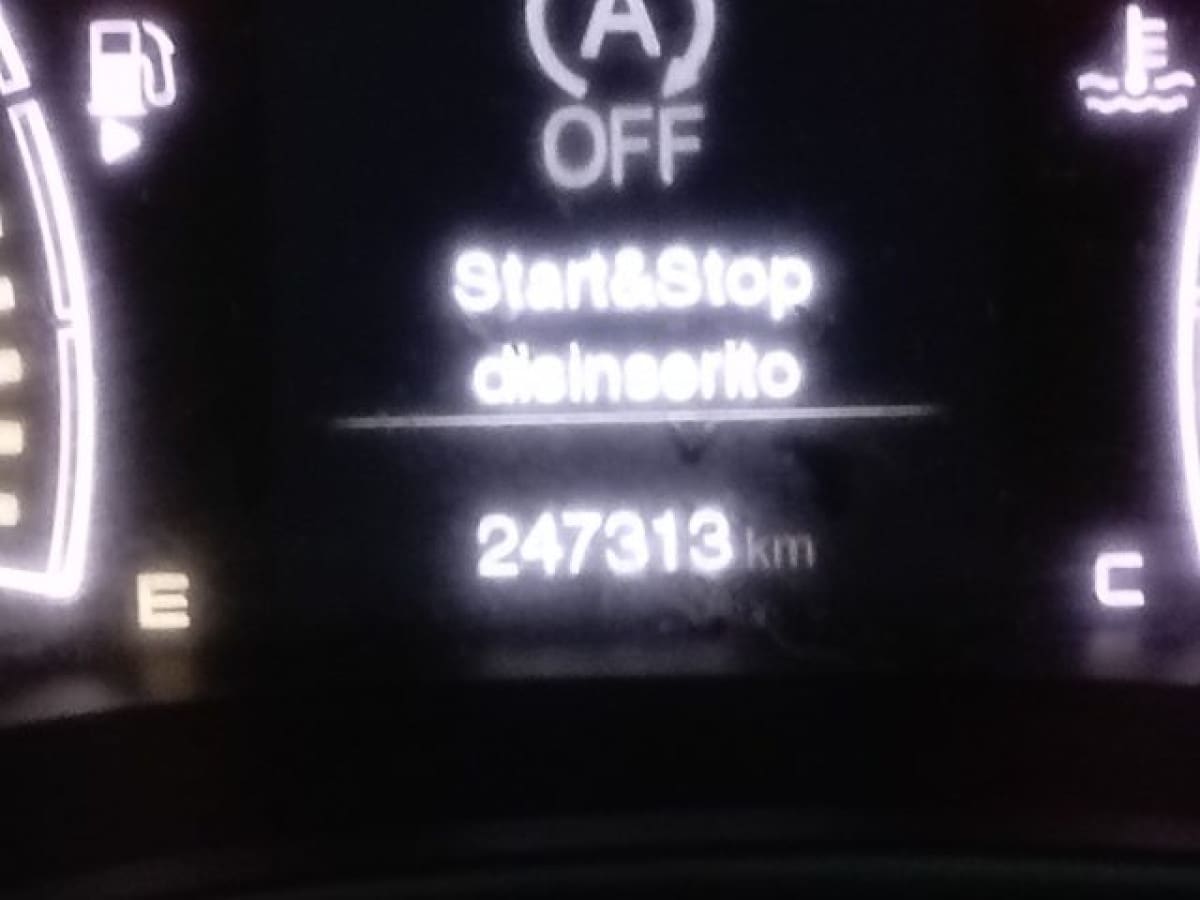 A
OFF
Start&Stop
disinserito
247313 km
E
C